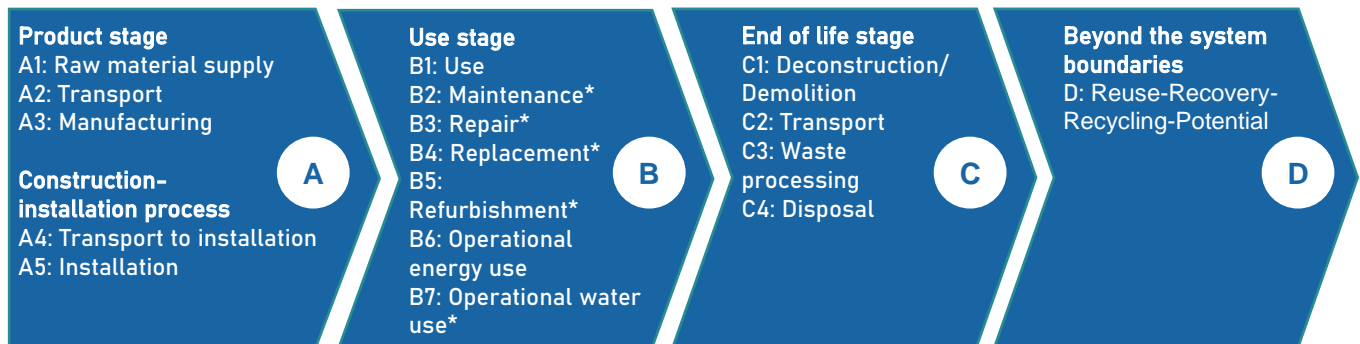 Product stage
A1: Raw material supply
A2: Transport
A3: Manufacturing
Construction-
installation process
A4: Transport to installation
A5: Installation
A
Use stage
B1: Use
B2: Maintenance*
B3: Repair*
B4: Replacement*
B5:
Refurbishment*
B6: Operational
energy use
B7: Operational water
use*
B
End of life stage
C1: Deconstruction/
Demolition
C2: Transport
C3: Waste
processing
C4: Disposal
C
Beyond the system
boundaries
D: Reuse-Recovery-
Recycling-Potential
D